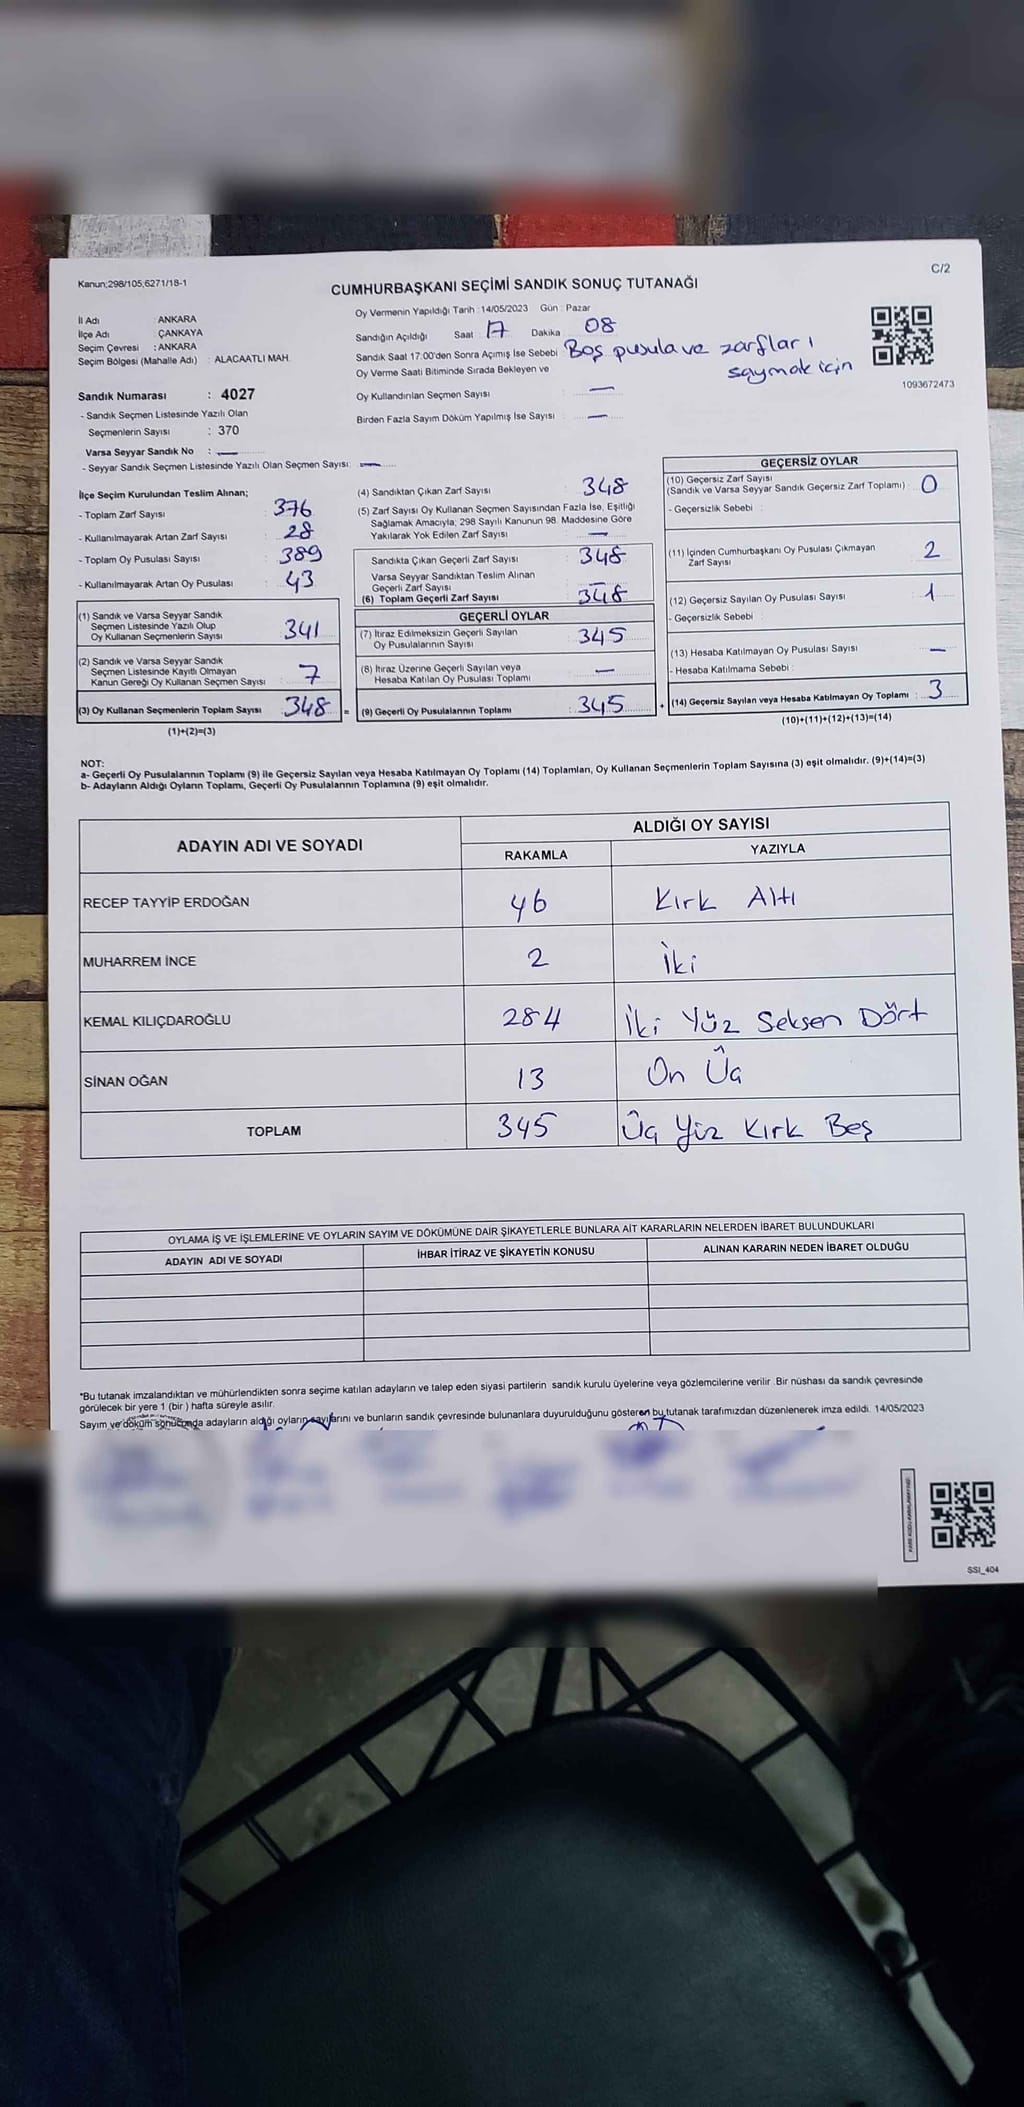 Kanun;298/105,6271/18-1
C/2
CUMHURBAŞKANI SEÇİMİ SANDIK SONUÇ TUTANAĞI
İl Adı ANKARA
İlçe Adı ÇANKAYA
Seçim Çevresi : ANKARA
Seçim Bölgesi (Mahalle Adı) : ALACAATLI MAH.
Oy Vermenin Yapıldığı Tarih :14/05/2023 Gün : Pazar
Sandığın Açıldığı Saat : 17 Dakika : 08
Sandık Saat 17.00'den Sonra Açımış İse Sebebi Boş pusula ve zarfları
saymak için
Oy Verme Saati Bitiminde Sırada Bekleyen ve
Oy Kullandırılan Seçmen Sayısı : —
Birden Fazla Sayım Döküm Yapılmış İse Sayısı : —
1093672473
Sandık Numarası : 4027
- Sandık Seçmen Listesinde Yazılı Olan
Seçmenlerin Sayısı : 370
Varsa Seyyar Sandık No : —
- Seyyar Sandık Seçmen Listesinde Yazılı Olan Seçmen Sayısı: —
İlçe Seçim Kurulundan Teslim Alınan;
- Toplam Zarf Sayısı : 376
- Kullanılmayarak Artan Zarf Sayısı : 28
- Toplam Oy Pusulası Sayısı : 389
- Kullanılmayarak Artan Oy Pusulası : 43
(1) Sandık ve Varsa Seyyar Sandık
Seçmen Listesinde Yazılı Olup
Oy Kullanan Seçmenlerin Sayısı : 341
(2) Sandık ve Varsa Seyyar Sandık
Seçmen Listesinde Kayıtlı Olmayan
Kanun Gereği Oy Kullanan Seçmen Sayısı : 7
(3) Oy Kullanan Seçmenlerin Toplam Sayısı : 348 =
(1)+(2)=(3)
(4) Sandıktan Çıkan Zarf Sayısı : 348
(5) Zarf Sayısı Oy Kullanan Seçmen Sayısından Fazla İse, Eşitliği
Sağlamak Amacıyla; 298 Sayılı Kanunun 98. Maddesine Göre
Yakılarak Yok Edilen Zarf Sayısı : —
Sandıkta Çıkan Geçerli Zarf Sayısı : 348
Varsa Seyyar Sandıktan Teslim Alınan
Geçerli Zarf Sayısı : —
(6) Toplam Geçerli Zarf Sayısı : 348
GEÇERLİ OYLAR
(7) İtiraz Edilmeksizin Geçerli Sayılan
Oy Pusulalarının Sayısı : 345
(8) İtiraz Üzerine Geçerli Sayılan veya
Hesaba Katılan Oy Pusulası Toplamı : —
(9) Geçerli Oy Pusulalarının Toplamı : 345 +
GEÇERSİZ OYLAR
(10) Geçersiz Zarf Sayısı
(Sandık ve Varsa Seyyar Sandık Geçersiz Zarf Toplamı) : 0
- Geçersizlik Sebebi :
(11) İçinden Cumhurbaşkanı Oy Pusulası Çıkmayan
Zarf Sayısı : 2
(12) Geçersiz Sayılan Oy Pusulası Sayısı : 1
- Geçersizlik Sebebi :
(13) Hesaba Katılmayan Oy Pusulası Sayısı : —
- Hesaba Katılmama Sebebi :
(14) Geçersiz Sayılan veya Hesaba Katılmayan Oy Toplamı : 3
(10)+(11)+(12)+(13)=(14)
NOT:
a- Geçerli Oy Pusulalarının Toplamı (9) ile Geçersiz Sayılan veya Hesaba Katılmayan Oy Toplamı (14) Toplamları, Oy Kullanan Seçmenlerin Toplam Sayısına (3) eşit olmalıdır. (9)+(14)=(3)
b- Adayların Aldığı Oyların Toplamı, Geçerli Oy Pusulalarının Toplamına (9) eşit olmalıdır.
ADAYIN ADI VE SOYADI
ALDIĞI OY SAYISI
RAKAMLA YAZIYLA
RECEP TAYYİP ERDOĞAN 46 Kırk Altı
MUHARREM İNCE 2 İki
KEMAL KILIÇDAROĞLU 284 İki Yüz Seksen Dört
SİNAN OĞAN 13 On Üç
TOPLAM 345 Üç Yüz Kırk Beş
OYLAMA İŞ VE İŞLEMLERİNE VE OYLARIN SAYIM VE DÖKÜMÜNE DAİR ŞİKAYETLERLE BUNLARA AİT KARARLARIN NELERDEN İBARET BULUNDUKLARI
ADAYIN ADI VE SOYADI İHBAR İTİRAZ VE ŞİKAYETİN KONUSU ALINAN KARARIN NEDEN İBARET OLDUĞU
*Bu tutanak imzalandıktan ve mühürlendikten sonra seçime katılan adayların ve talep eden siyasi partilerin sandık kurulu üyelerine veya gözlemcilerine verilir. Bir nüshası da sandık çevresinde
görülecek bir yere 1 (bir) hafta süreyle asılır.
Sayım ve döküm sonucunda adayların aldığı oyların sayılarını ve bunların sandık çevresinde bulunanlara duyurulduğunu gösteren bu tutanak tarafımızdan düzenlenerek imza edildi. 14/05/2023
SSI_404